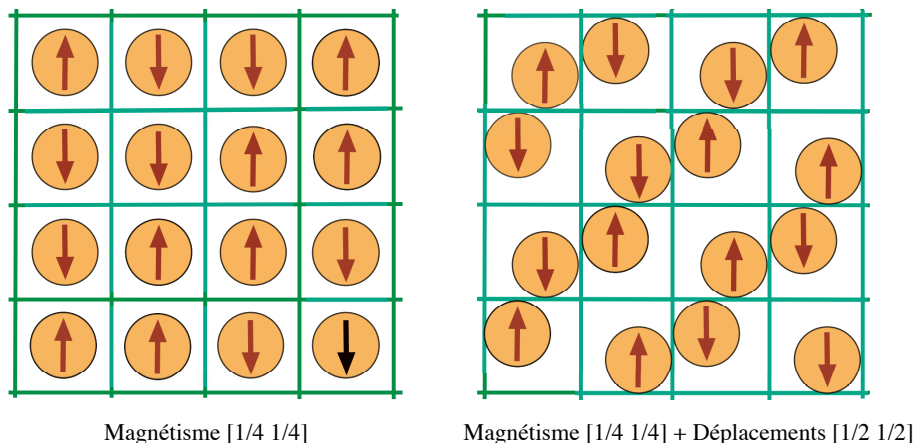 Magnétisme [1/4 1/4]
Magnétisme [1/4 1/4] + Déplacements [1/2 1/2]